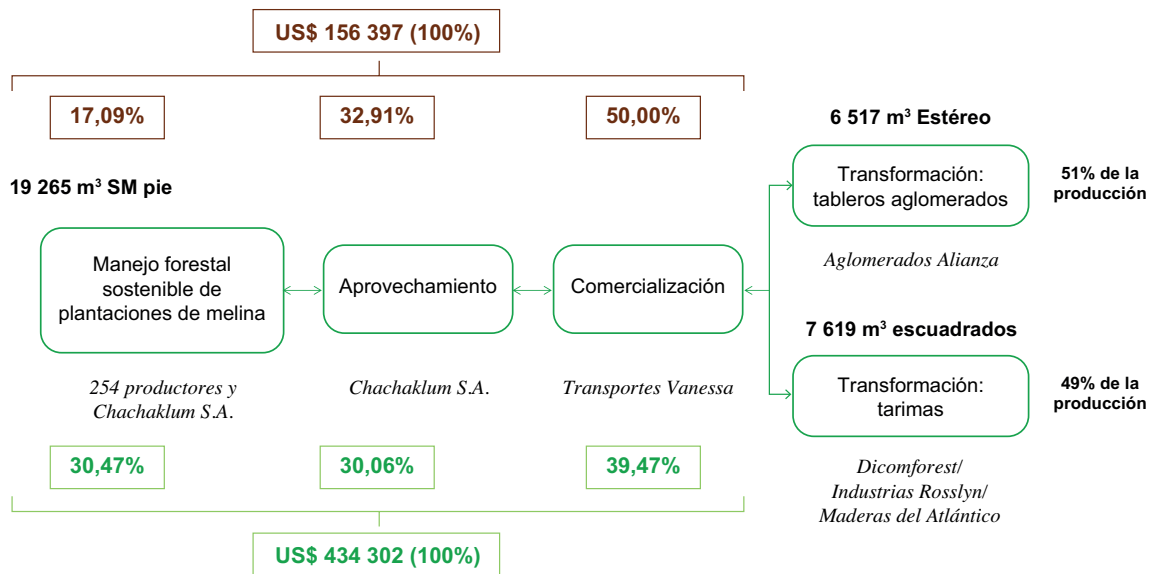 US$ 156 397 (100%)
17,09%
32,91%
50,00%
6 517 m³ Estéreo
19 265 m³ SM pie
Transformación:
tableros aglomerados
51% de la
producción
Aglomerados Alianza
Manejo forestal
sostenible de
plantaciones de melina
Aprovechamiento
Comercialización
7 619 m³ escuadrados
254 productores y
Chachaklum S.A.
Chachaklum S.A.
Transportes Vanessa
Transformación:
tarimas
49% de la
producción
30,47%
30,06%
39,47%
Dicomforest/
Industrias Rosslyn/
Maderas del Atlántico
US$ 434 302 (100%)